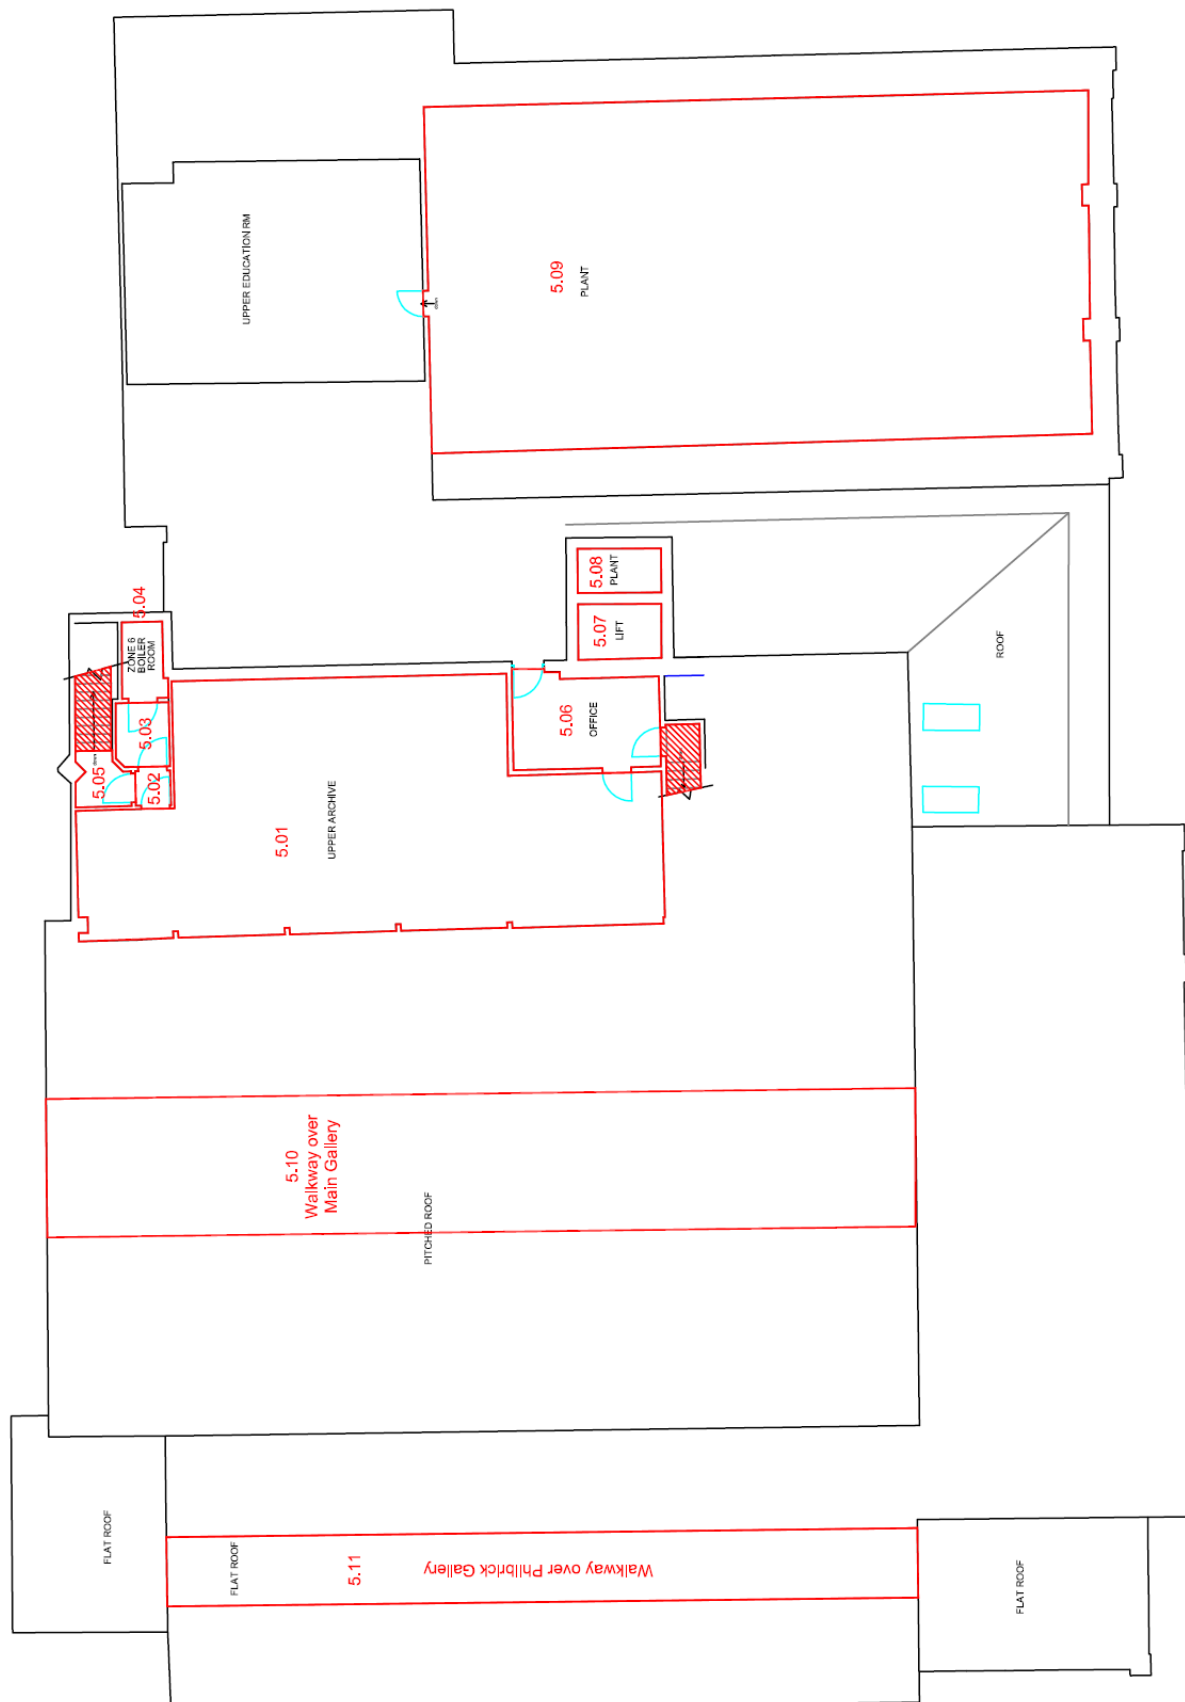 UPPER EDUCATION RM
5.09
PLANT
5.04
ZONE 6
BOILER
ROOM
5.08
PLANT
5.07
LIFT
ROOF
5.03
5.06
OFFICE
5.05
5.02
5.01
UPPER ARCHIVE
5.10
Walkway over
Main Gallery
PITCHED ROOF
FLAT ROOF
FLAT ROOF
5.11
Walkway over Philbrick Gallery
FLAT ROOF